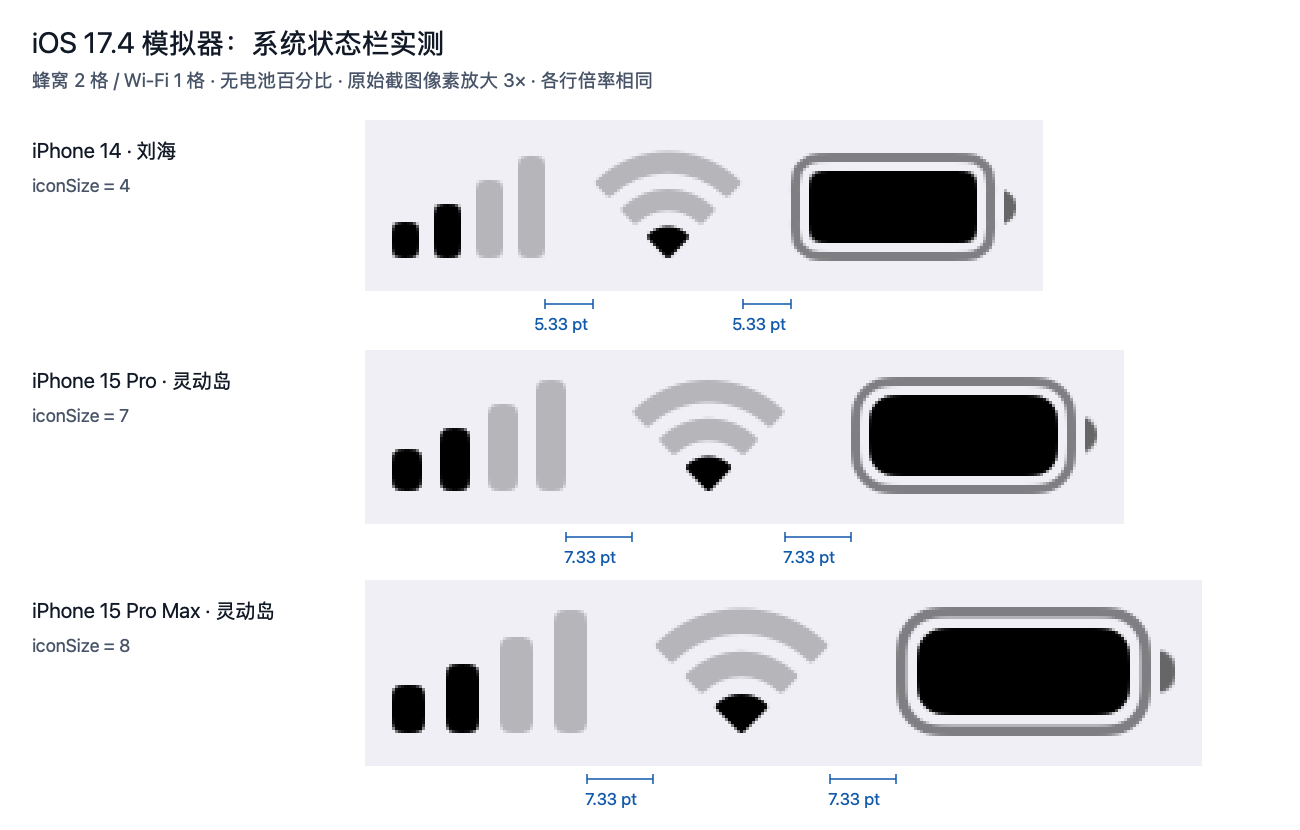 iOS 17.4 模拟器：系统状态栏实测
蜂窝 2 格 / Wi-Fi 1 格 · 无电池百分比 · 原始截图像素放大 3× · 各行倍率相同
iPhone 14 · 刘海
iconSize = 4
5.33 pt
5.33 pt
iPhone 15 Pro · 灵动岛
iconSize = 7
7.33 pt
7.33 pt
iPhone 15 Pro Max · 灵动岛
iconSize = 8
7.33 pt
7.33 pt